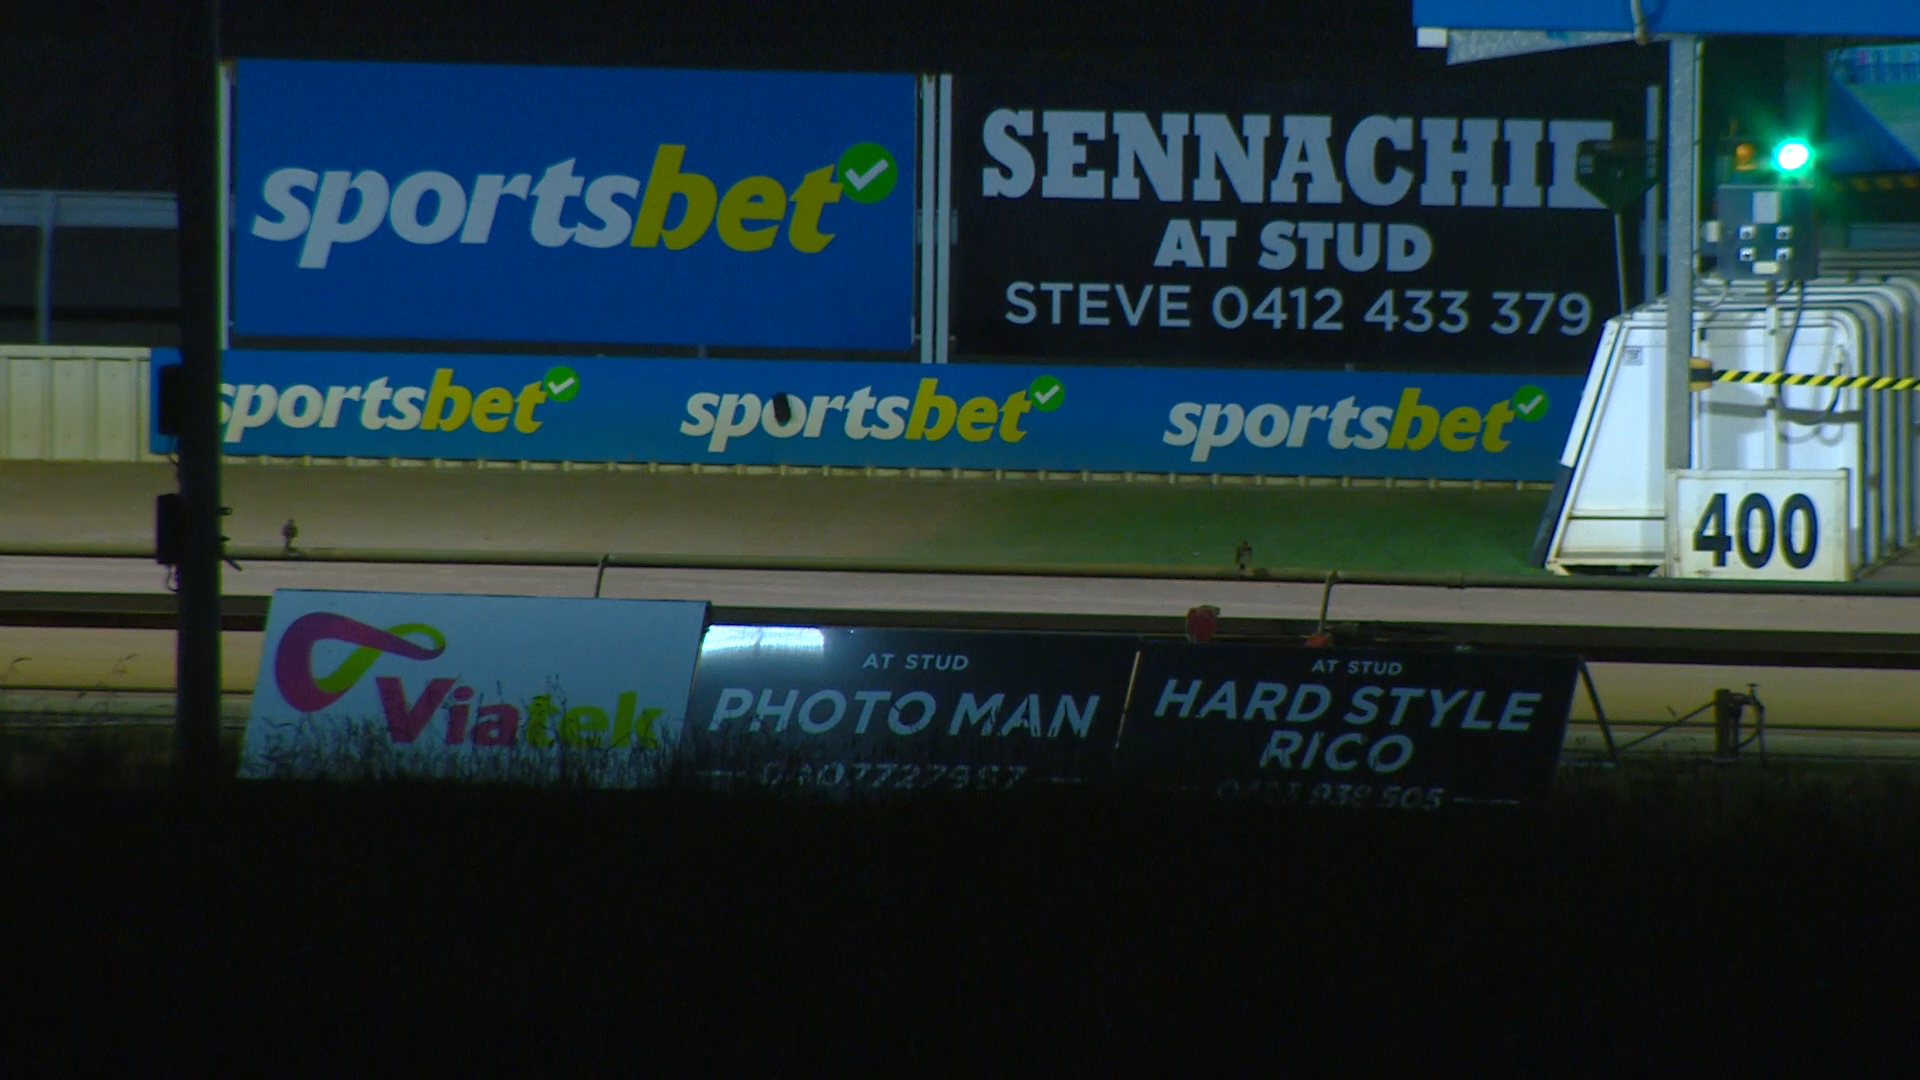 sportsbet
SENNACHI
AT STUD
STEVE 0412 433 379
sportsbet sportsbet sportsbet
400
Viatek
AT STUD
PHOTO MAN
AT STUD
HARD STYLE
RICO